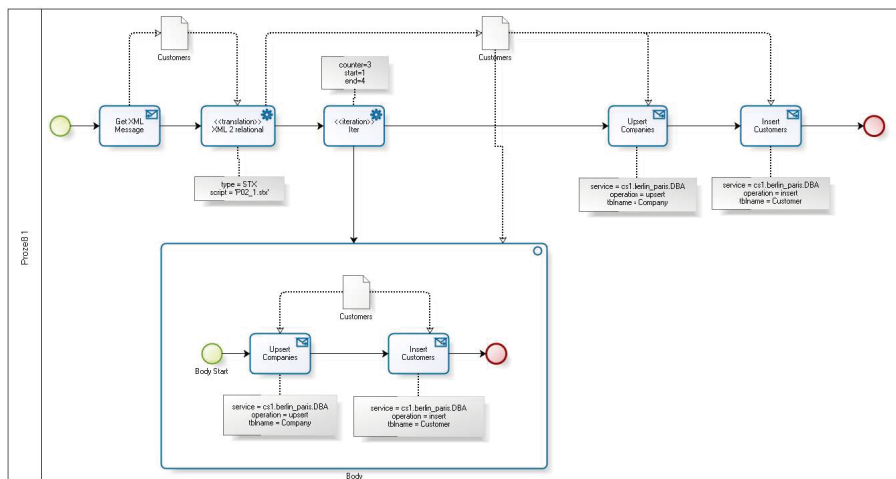 Customers
Customers
counter=3
start=1
end=4
Get XML
Message
<<translation>>
XML 2 relational
<<iteration>>
Iter
Upsert
Companies
Insert
Customers
type = STX
script = 'P02_1.stx'
service = cs1.berlin_paris.DBA
operation = upsert
tblname = Company
service = cs1.berlin_paris.DBA
operation = insert
tblname = Customer
Prozeß 1
Customers
Body Start
Upsert
Companies
Insert
Customers
service = cs1.berlin_paris.DBA
operation = upsert
tblname = Company
service = cs1.berlin_paris.DBA
operation = insert
tblname = Customer
Body